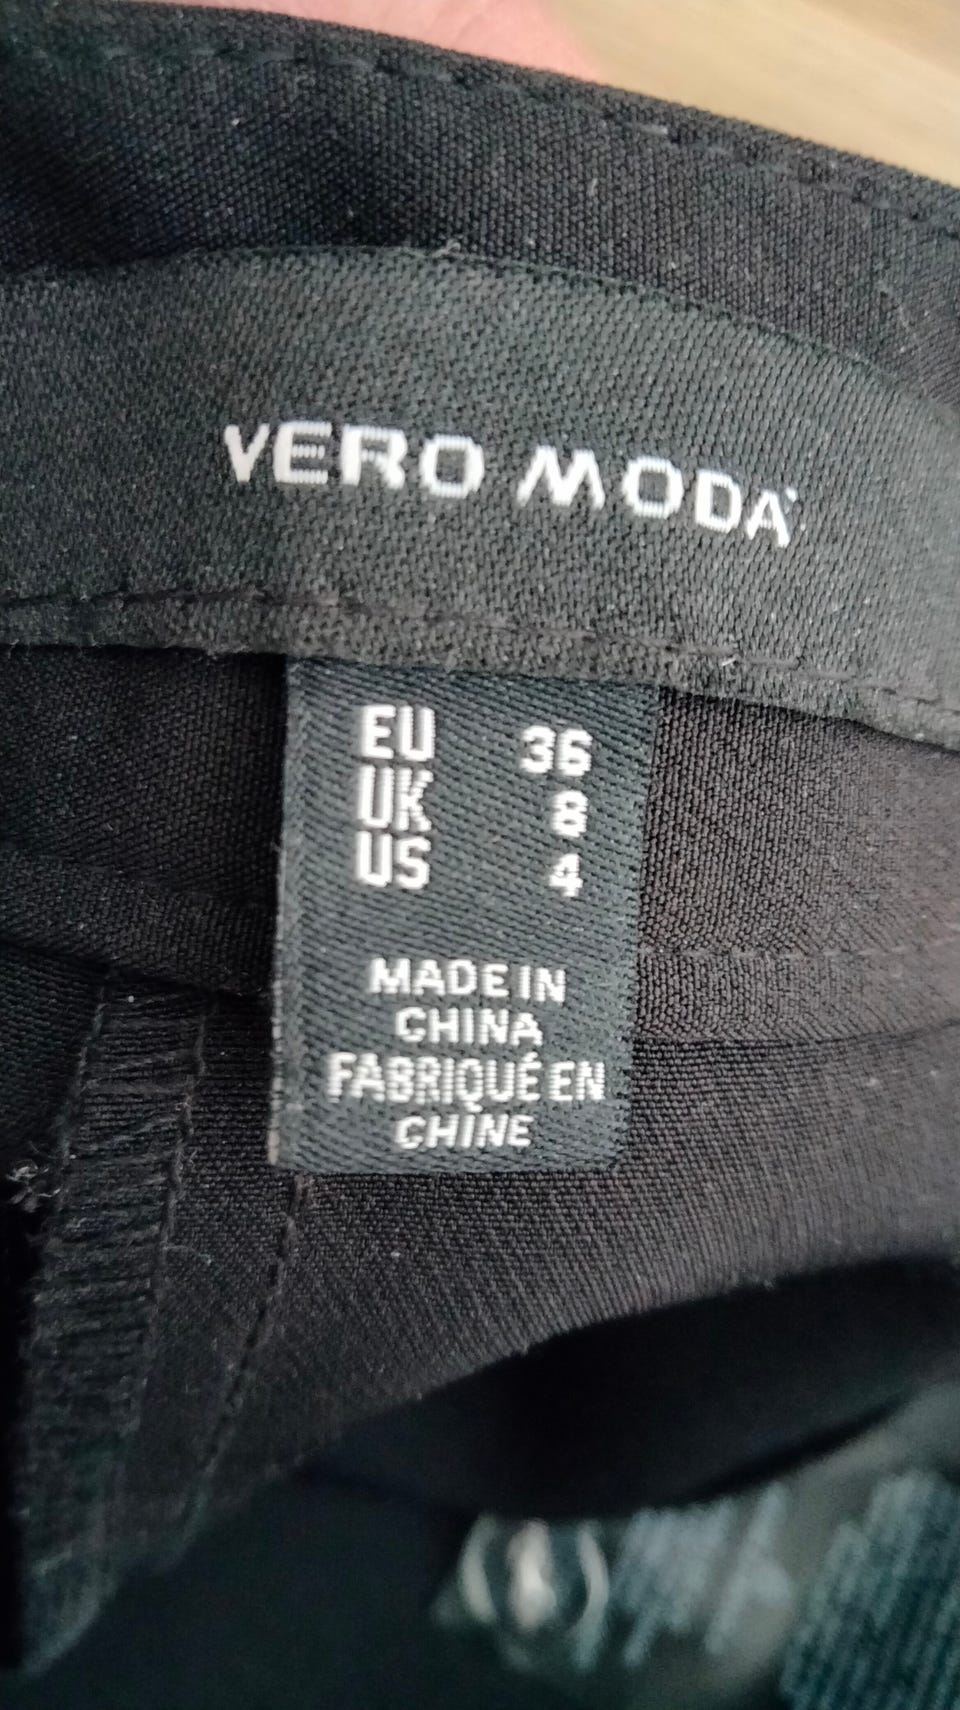 VERO MODA
EU 36
UK 8
US 4
MADE IN
CHINA
FABRIQUÉ EN
CHINE